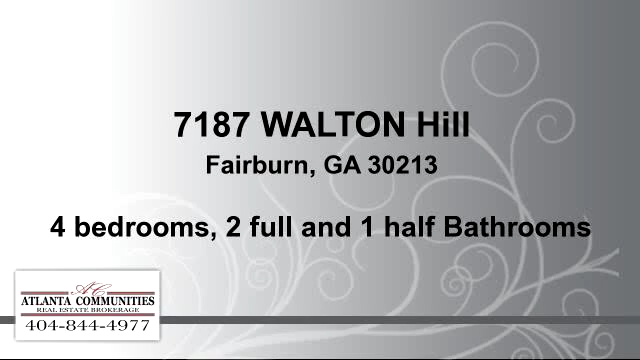 7187 WALTON Hill
Fairburn, GA 30213
4 bedrooms, 2 full and 1 half Bathrooms
AC
ATLANTA COMMUNITIES
REAL ESTATE BROKERAGE
404-844-4977